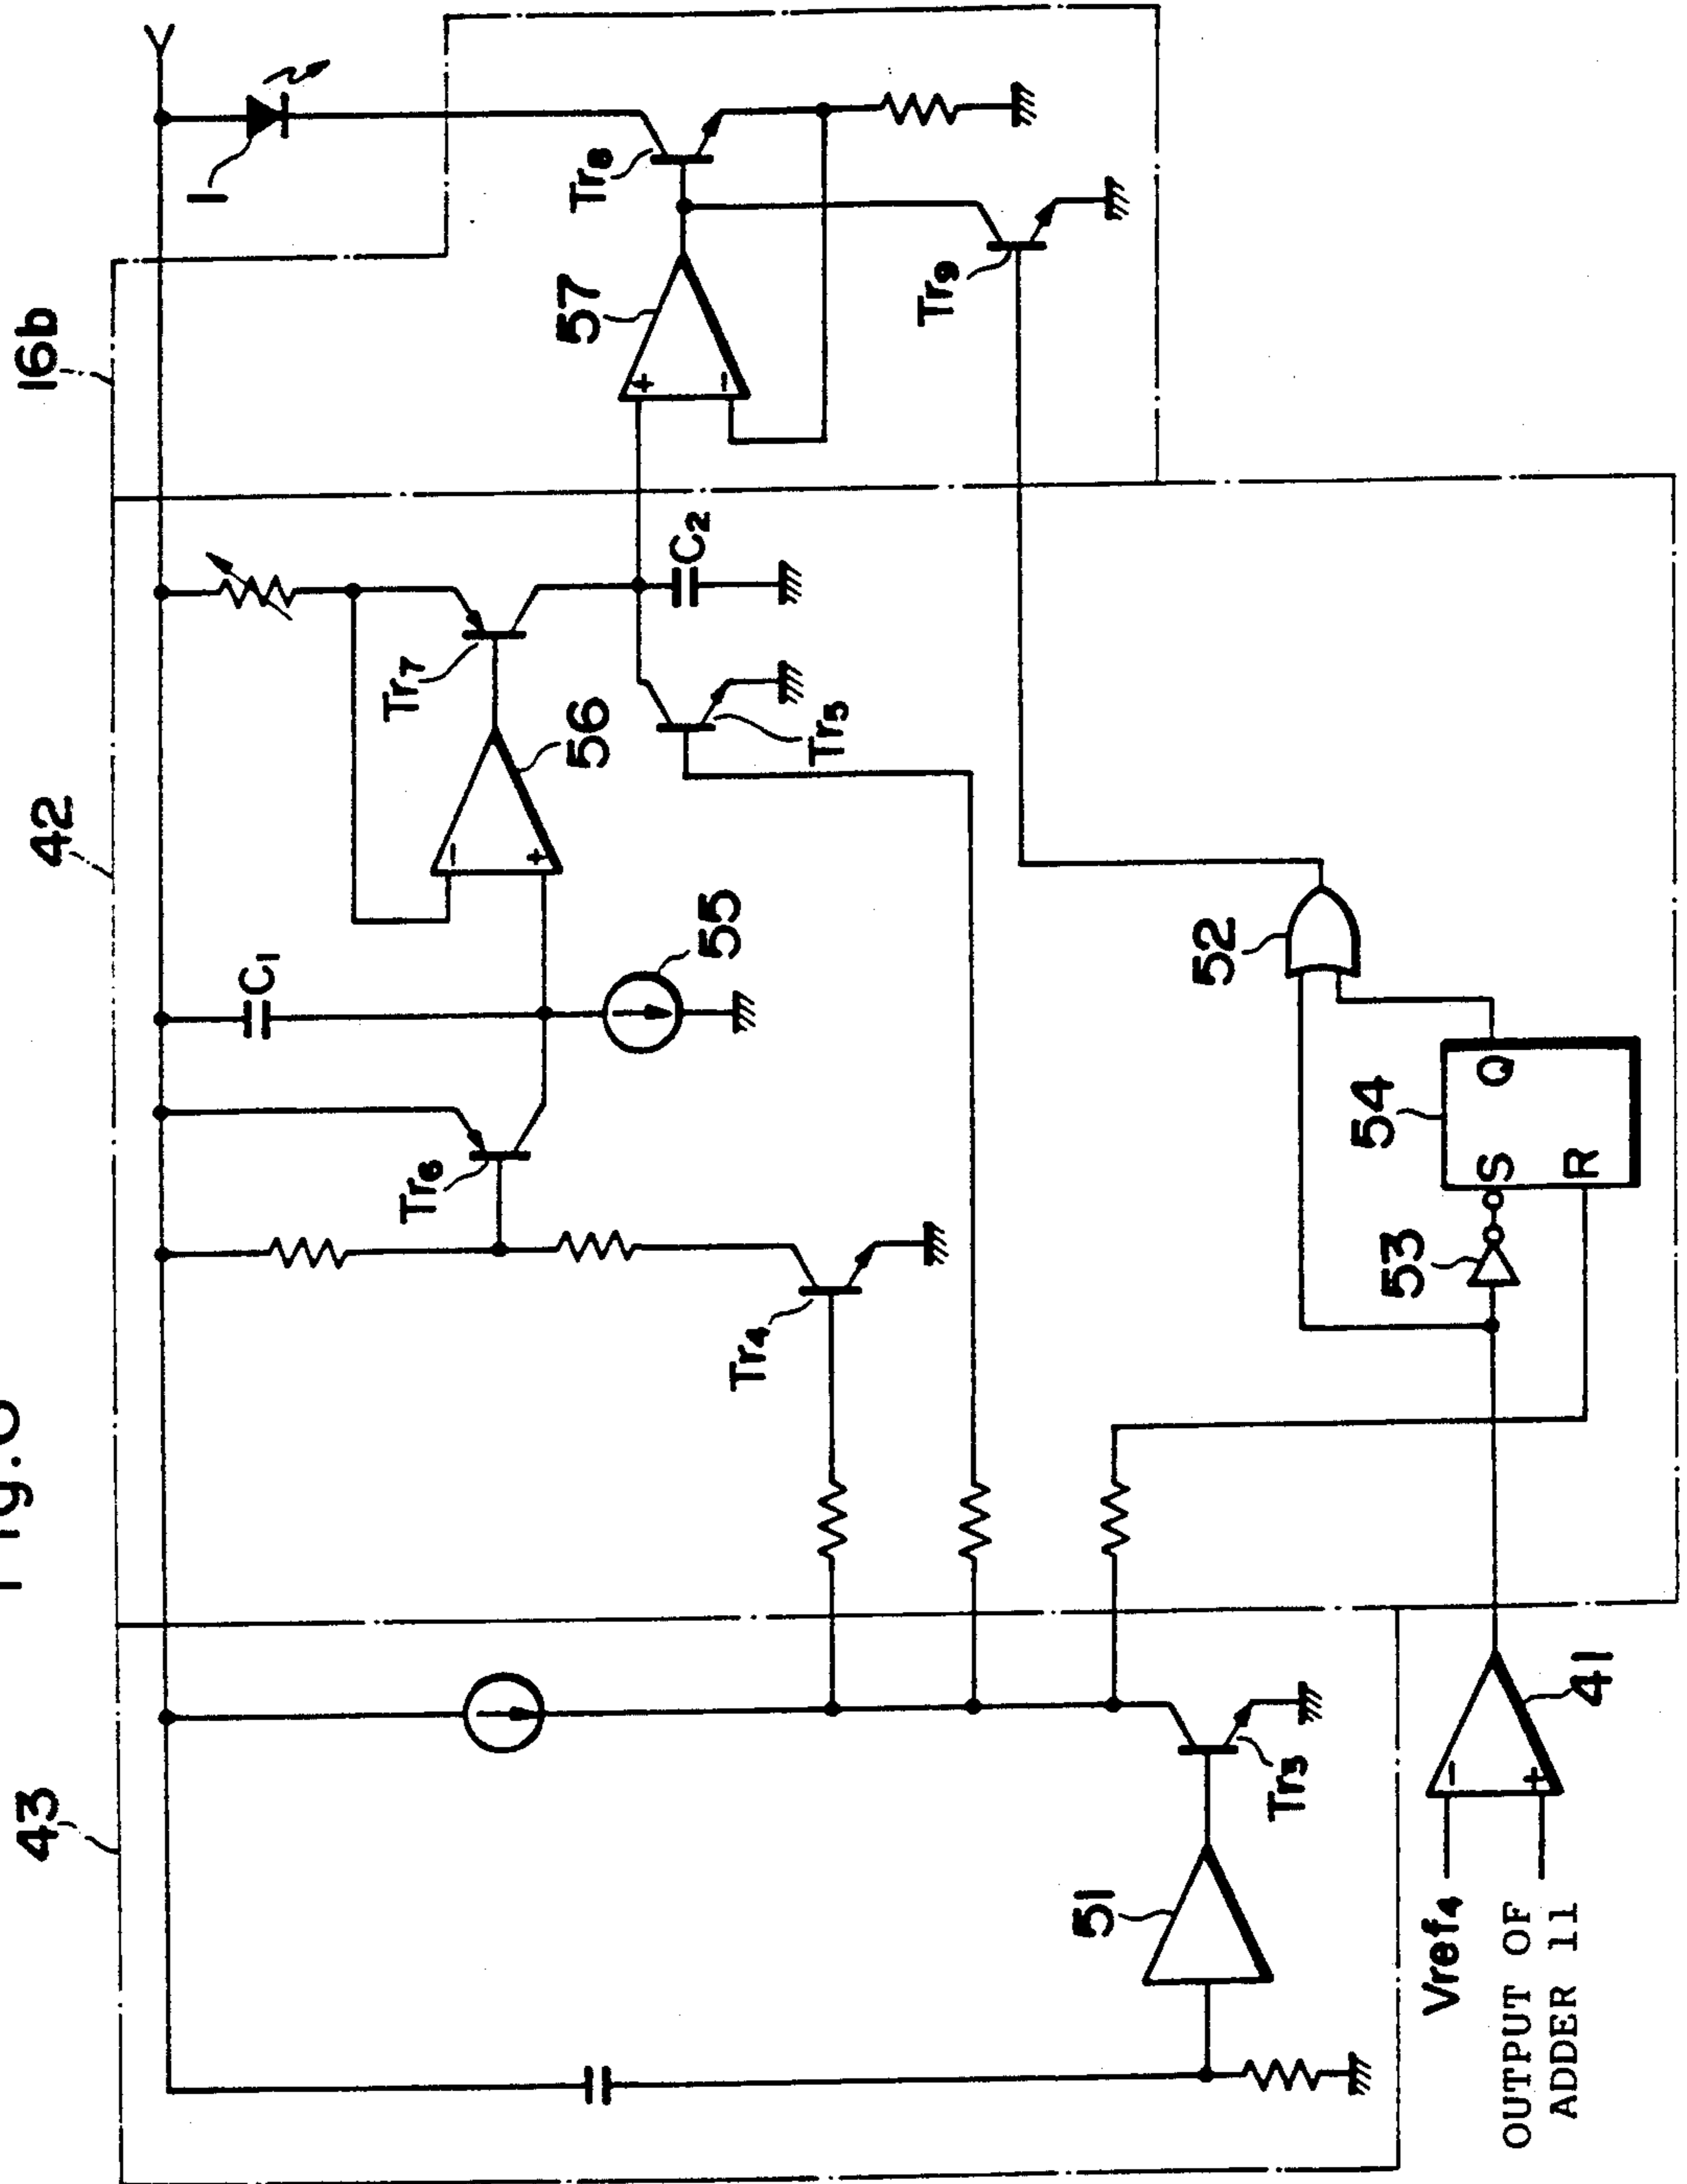 Fig.
43
42
16b
1
C1
Tr6
Tr7
−
+
56
Tr5
C2
55
Tr8
57
+
−
Tr9
Tr4
51
Tr3
52
53
54
S
Q
R
Vref4
−
+
41
OUTPUT OF
ADDER 11